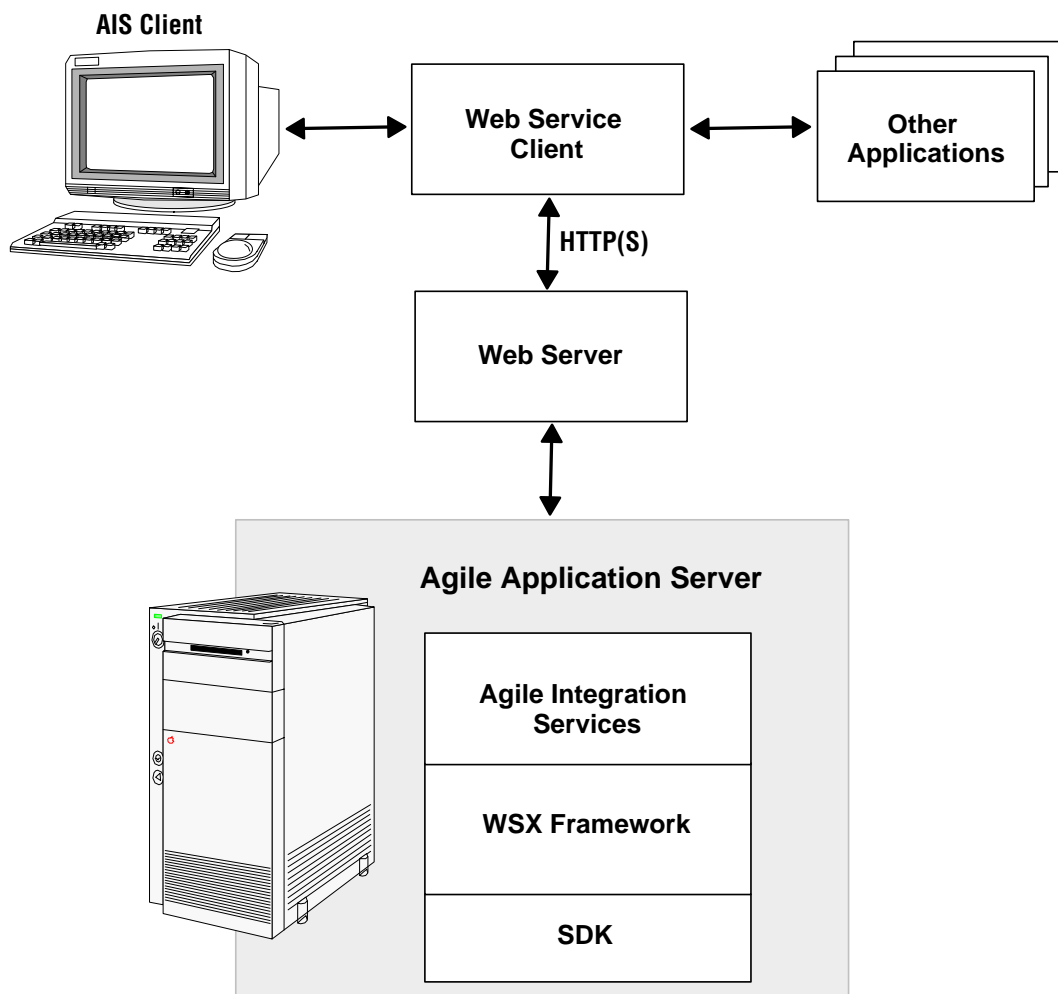 AIS Client
Web Service
Client
Other
Applications
HTTP(S)
Web Server
Agile Application Server
Agile Integration
Services
WSX Framework
SDK